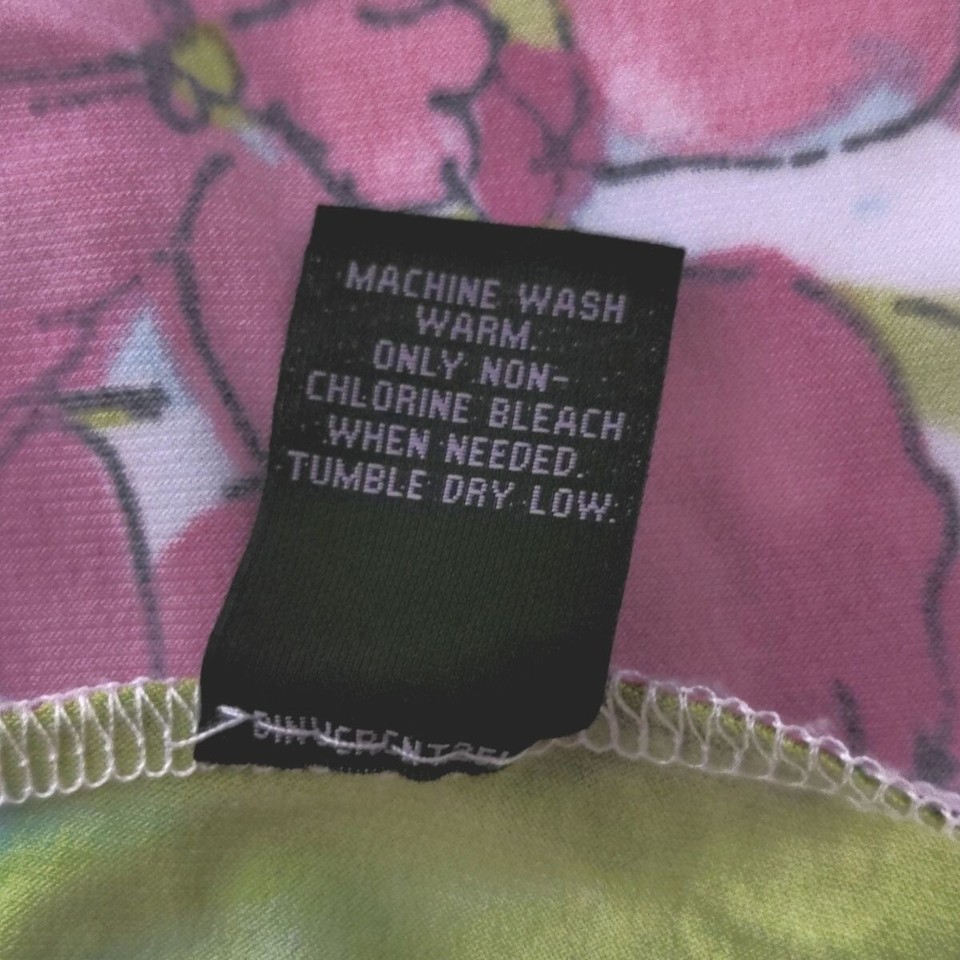 MACHINE WASH
WARM.
ONLY NON-
CHLORINE BLEACH
WHEN NEEDED.
TUMBLE DRY LOW.